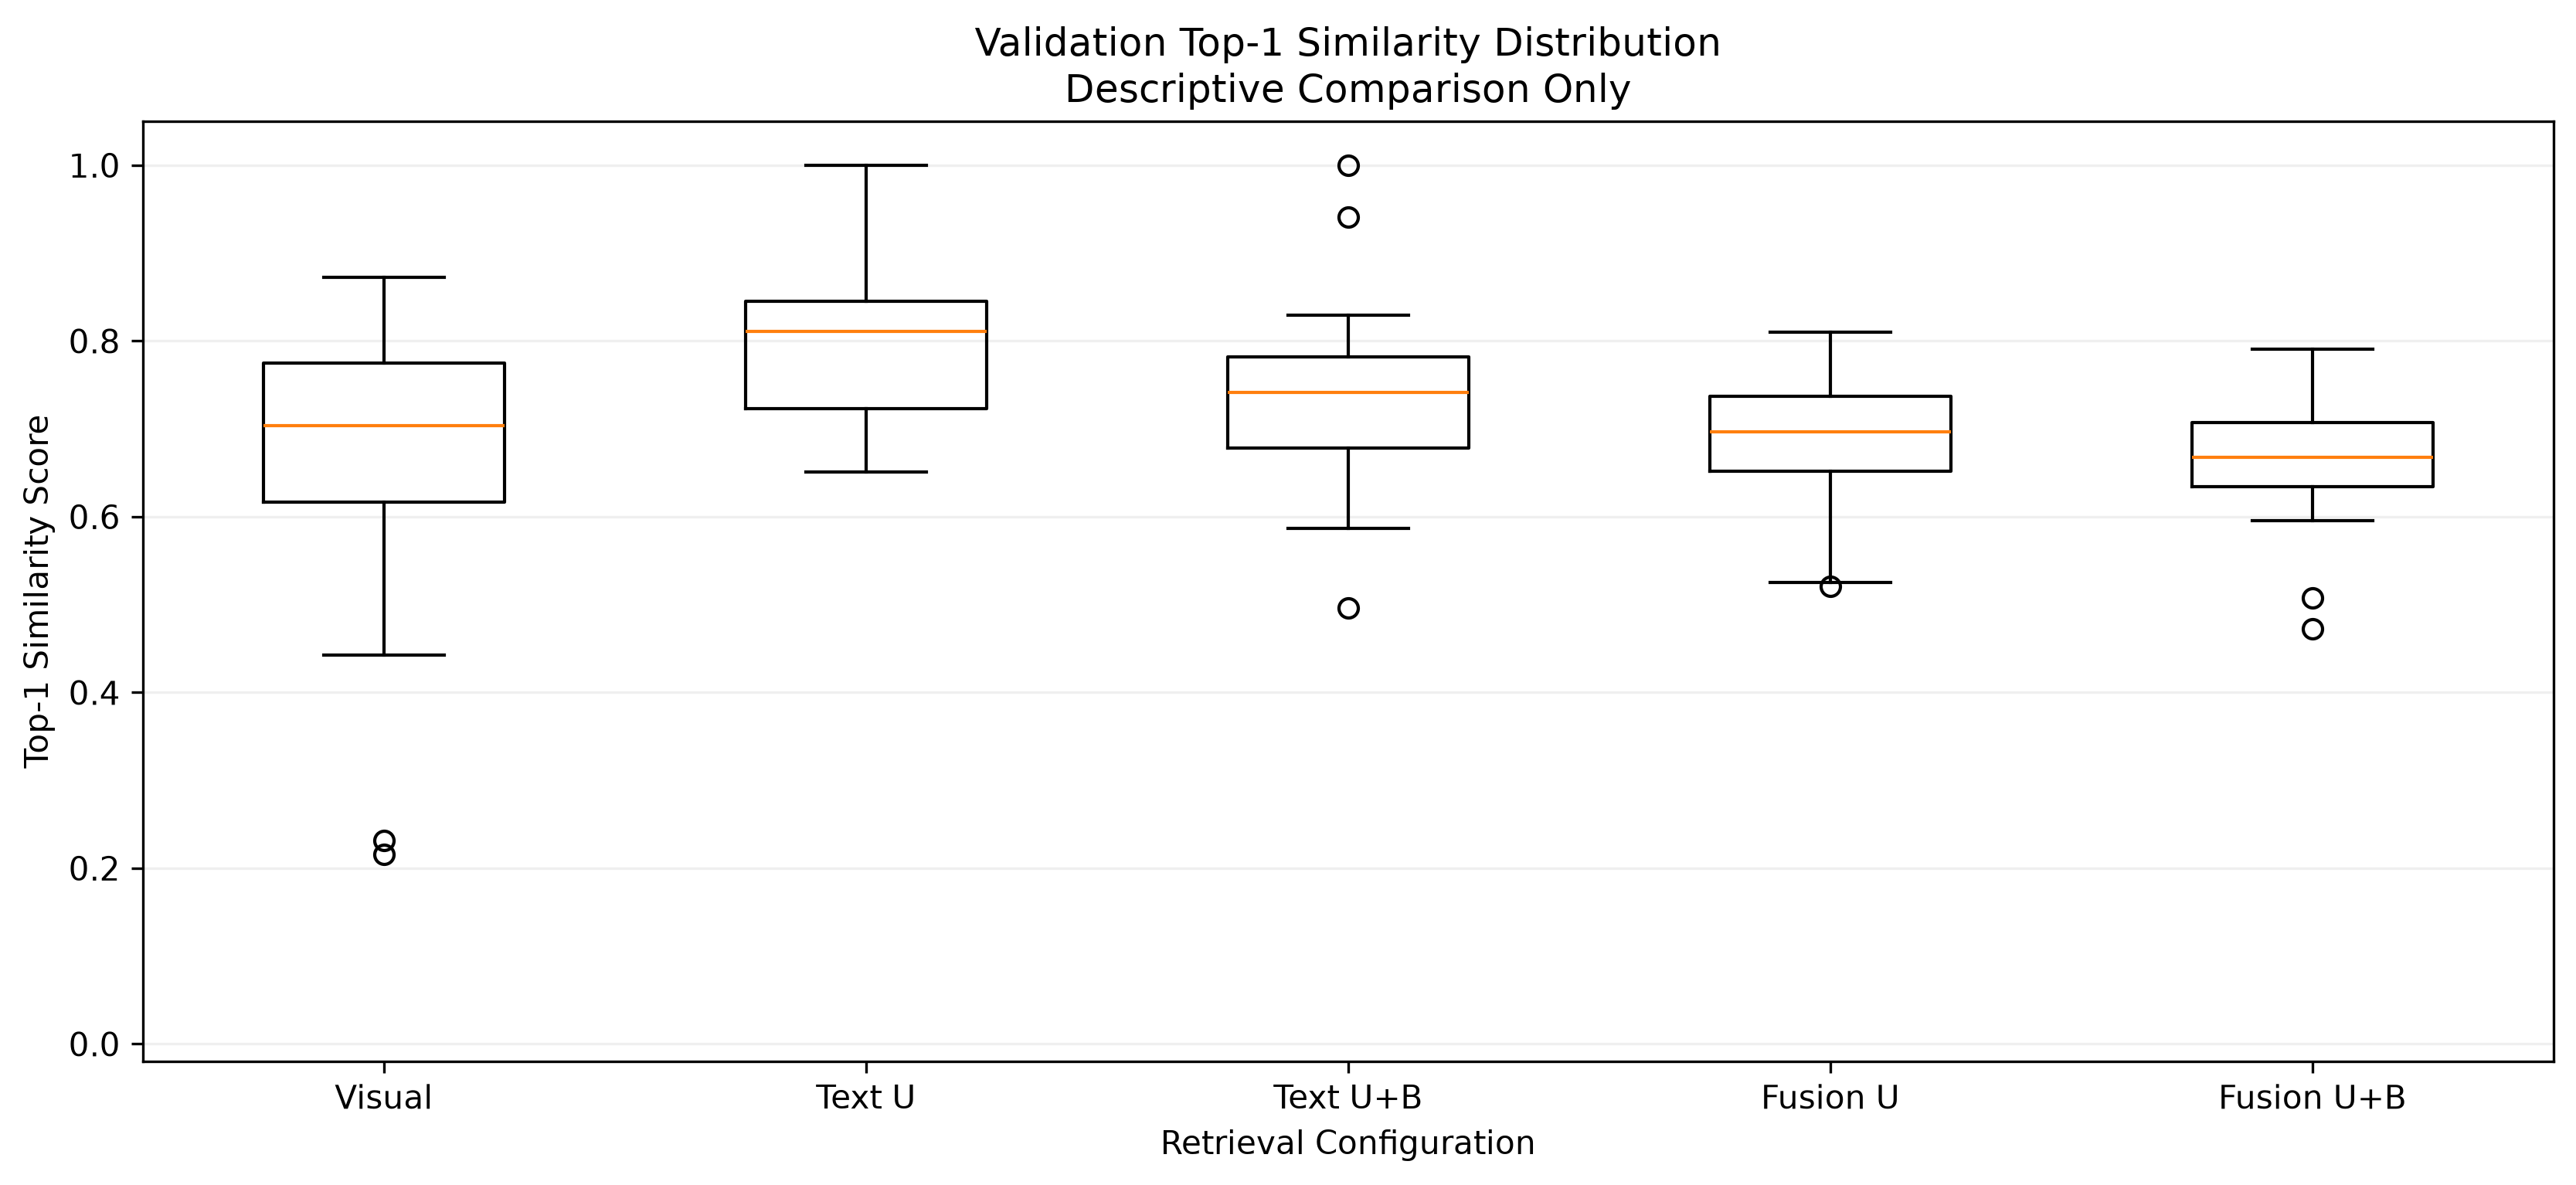 Validation Top-1 Similarity Distribution
Descriptive Comparison Only
Top-1 Similarity Score
1.0
0.8
0.6
0.4
0.2
0.0
Visual
Text U
Text U+B
Fusion U
Fusion U+B
Retrieval Configuration